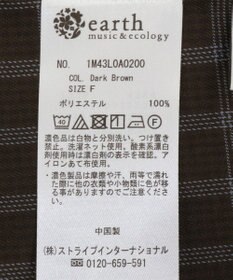 earth
music&ecology
NO. 1M43L0A0200
COL. Dark Brown
SIZE F
ポリエステル 100%
40
F
濃色品は白物と分別洗い。つけ置き
禁止。洗濯ネット使用。酸素系漂白
剤使用時は漂白剤の表示を確認。ア
イロンあて布使用。
濃色品は摩擦や汗、雨等で濡れ
た際に他の衣類や小物類に色が移
る事がありますのでご注意くださ
い。
中国製
(株)ストライプインターナショナル
☎ 0120-659-591